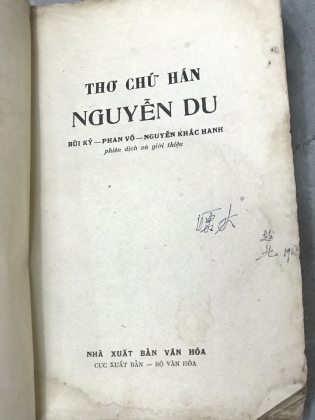 THƠ CHỮ HÁN
NGUYỄN DU
BÙI KỶ — PHAN VÕ — NGUYỄN KHẮC HANH
phiên dịch và giới thiệu
NHÀ XUẤT BẢN VĂN HÓA
CỤC XUẤT BẢN — BỘ VĂN HÓA